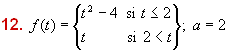 12. f(t) = { t² − 4 si t ≤ 2
t si 2 < t }; a = 2